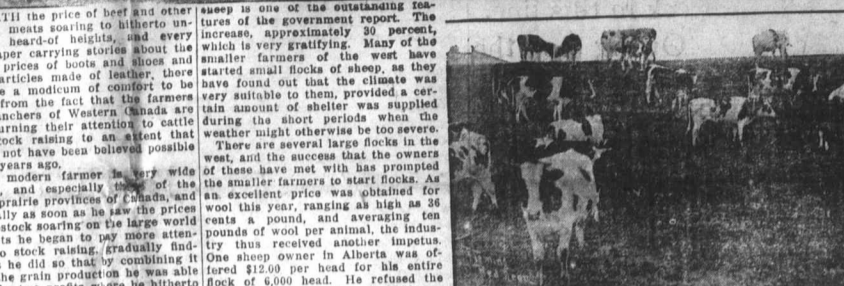 TH the price of beef and other
meats soaring to hitherto un-
heard-of heights, and every
aper carrying stories about the
prices of boots and shoes and
articles made of leather, there
e a modicum of comfort to be
from the fact that the farmers
anchers of Western Canada are
urning their attention to cattle
tock raising to an extent that
not have been believed possible
years ago.
modern farmer is very wide
, and especially of the
prairie provinces of Canada, and
lly as soon as he saw the prices
stock soaring on the large world
ts he began to pay more atten-
o stock raising, gradually find-
he did so that by combining it
he grain production he was able
he hitherto
sheep is one of the outstanding fea-
tures of the government report. The
increase, approximately 30 percent,
which is very gratifying. Many of the
smaller farmers of the west have
started small flocks of sheep, as they
have found out that the climate was
very suitable to them, provided a cer-
tain amount of shelter was supplied
during the short periods when the
weather might otherwise be too severe.
There are several large flocks in the
west, and the success that the owners
of these have met with has prompted
the smaller farmers to start flocks. As
an excellent price was obtained for
wool this year, ranging as high as 36
cents a pound, and averaging ten
pounds of wool per animal, the indus-
try thus received another impetus.
One sheep owner in Alberta was of-
fered $12.00 per head for his entire
flock of 6,000 head. He refused the